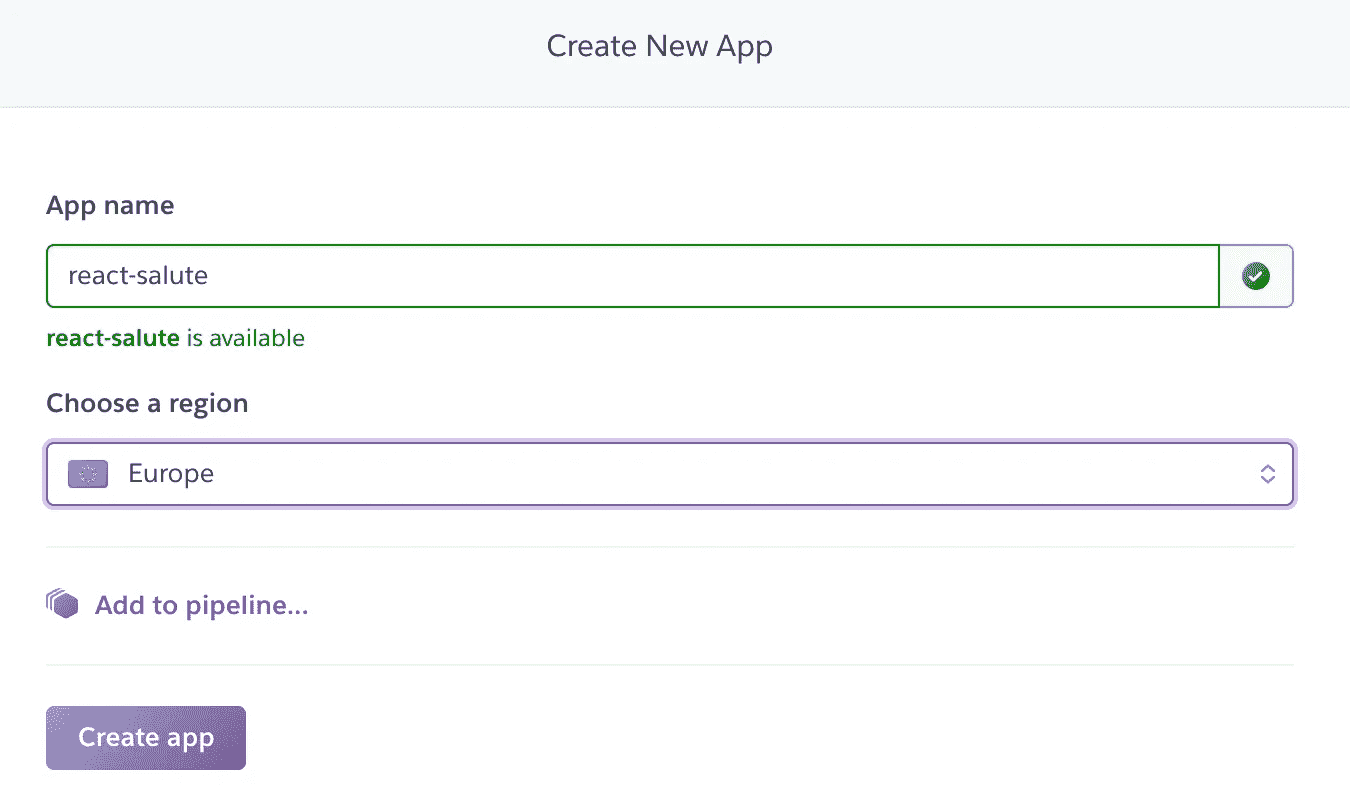 Create New App
App name
react-salute
react-salute is available
Choose a region
Europe
Add to pipeline...
Create app